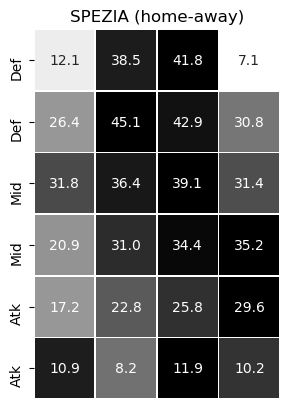 SPEZIA (home-away)
Def 12.1 38.5 41.8 7.1
Def 26.4 45.1 42.9 30.8
Mid 31.8 36.4 39.1 31.4
Mid 20.9 31.0 34.4 35.2
Atk 17.2 22.8 25.8 29.6
Atk 10.9 8.2 11.9 10.2